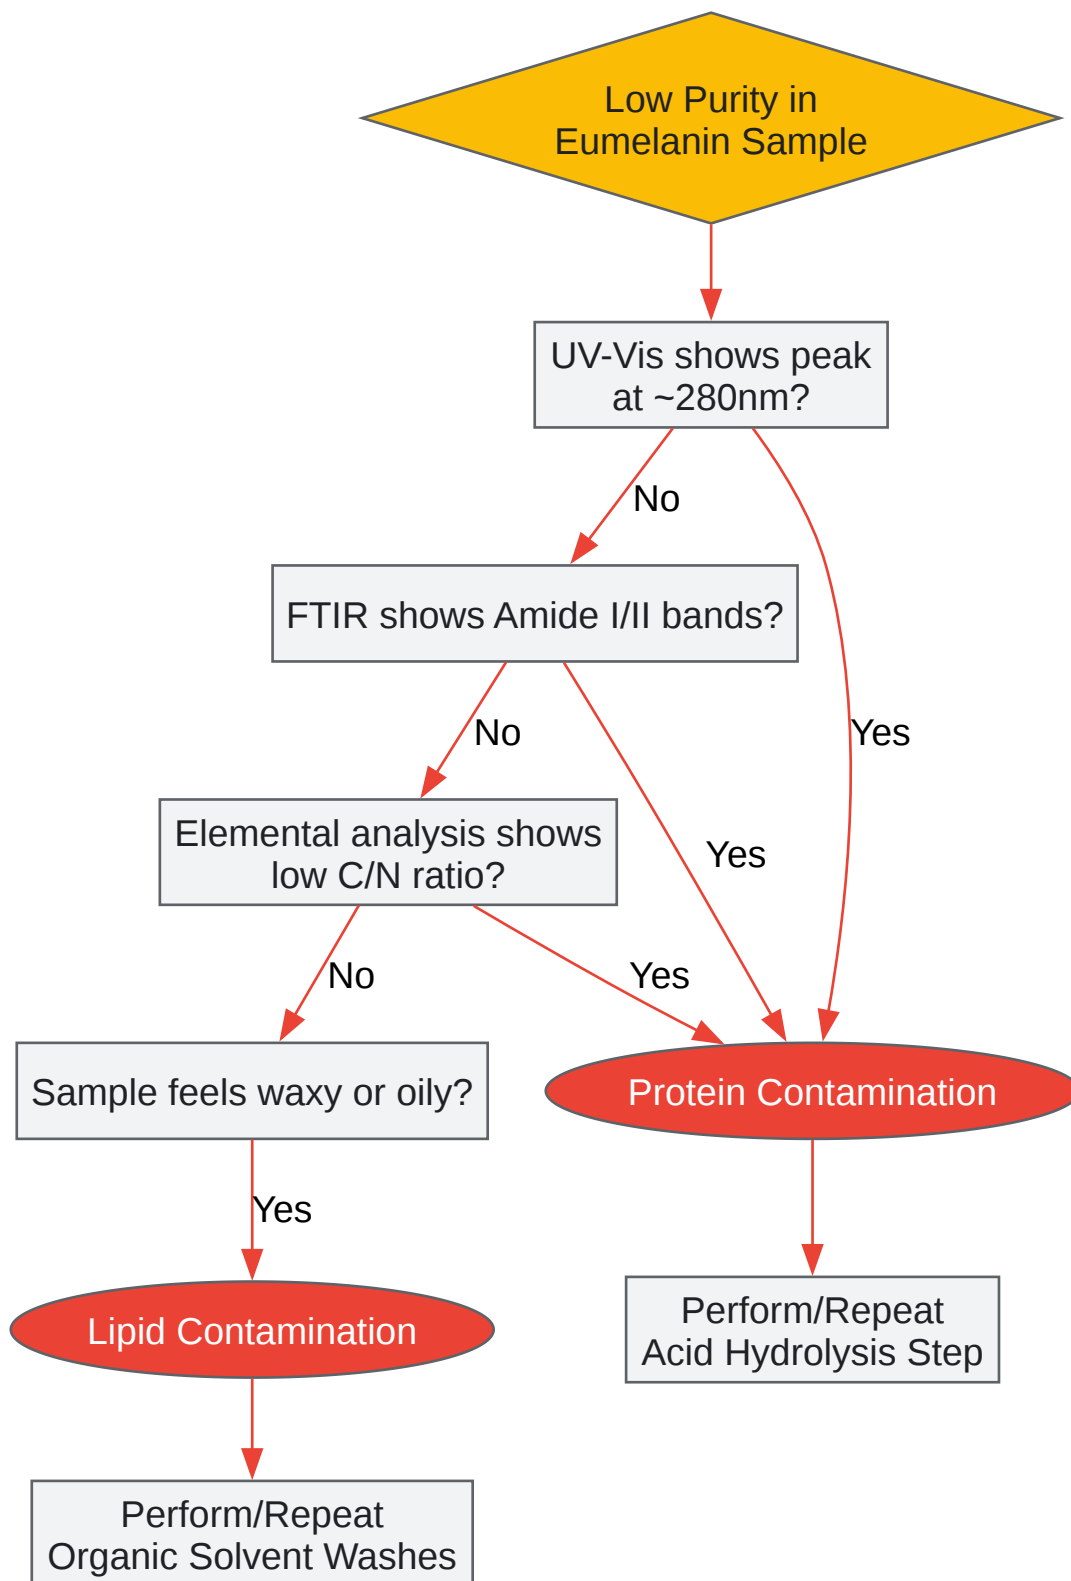 Low Purity in
Eumelanin Sample
UV-Vis shows peak
at ~280nm?
No
FTIR shows Amide I/II bands?
No
Yes
Elemental analysis shows
low C/N ratio?
Yes
No
Yes
Sample feels waxy or oily?
Protein Contamination
Yes
Lipid Contamination
Perform/Repeat
Acid Hydrolysis Step
Perform/Repeat
Organic Solvent Washes